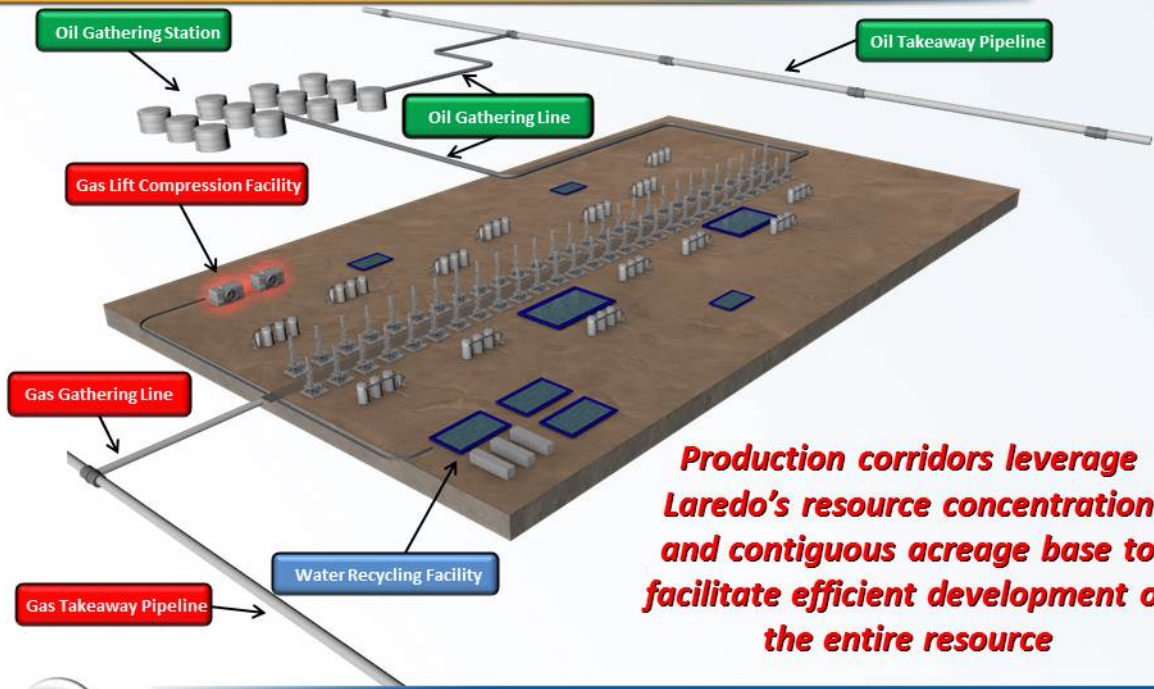 Oil Gathering Station
Oil Takeaway Pipeline
Oil Gathering Line
Gas Lift Compression Facility
Gas Gathering Line
Water Recycling Facility
Gas Takeaway Pipeline
Production corridors leverage
Laredo's resource concentration
and contiguous acreage base to
facilitate efficient development
the entire resource